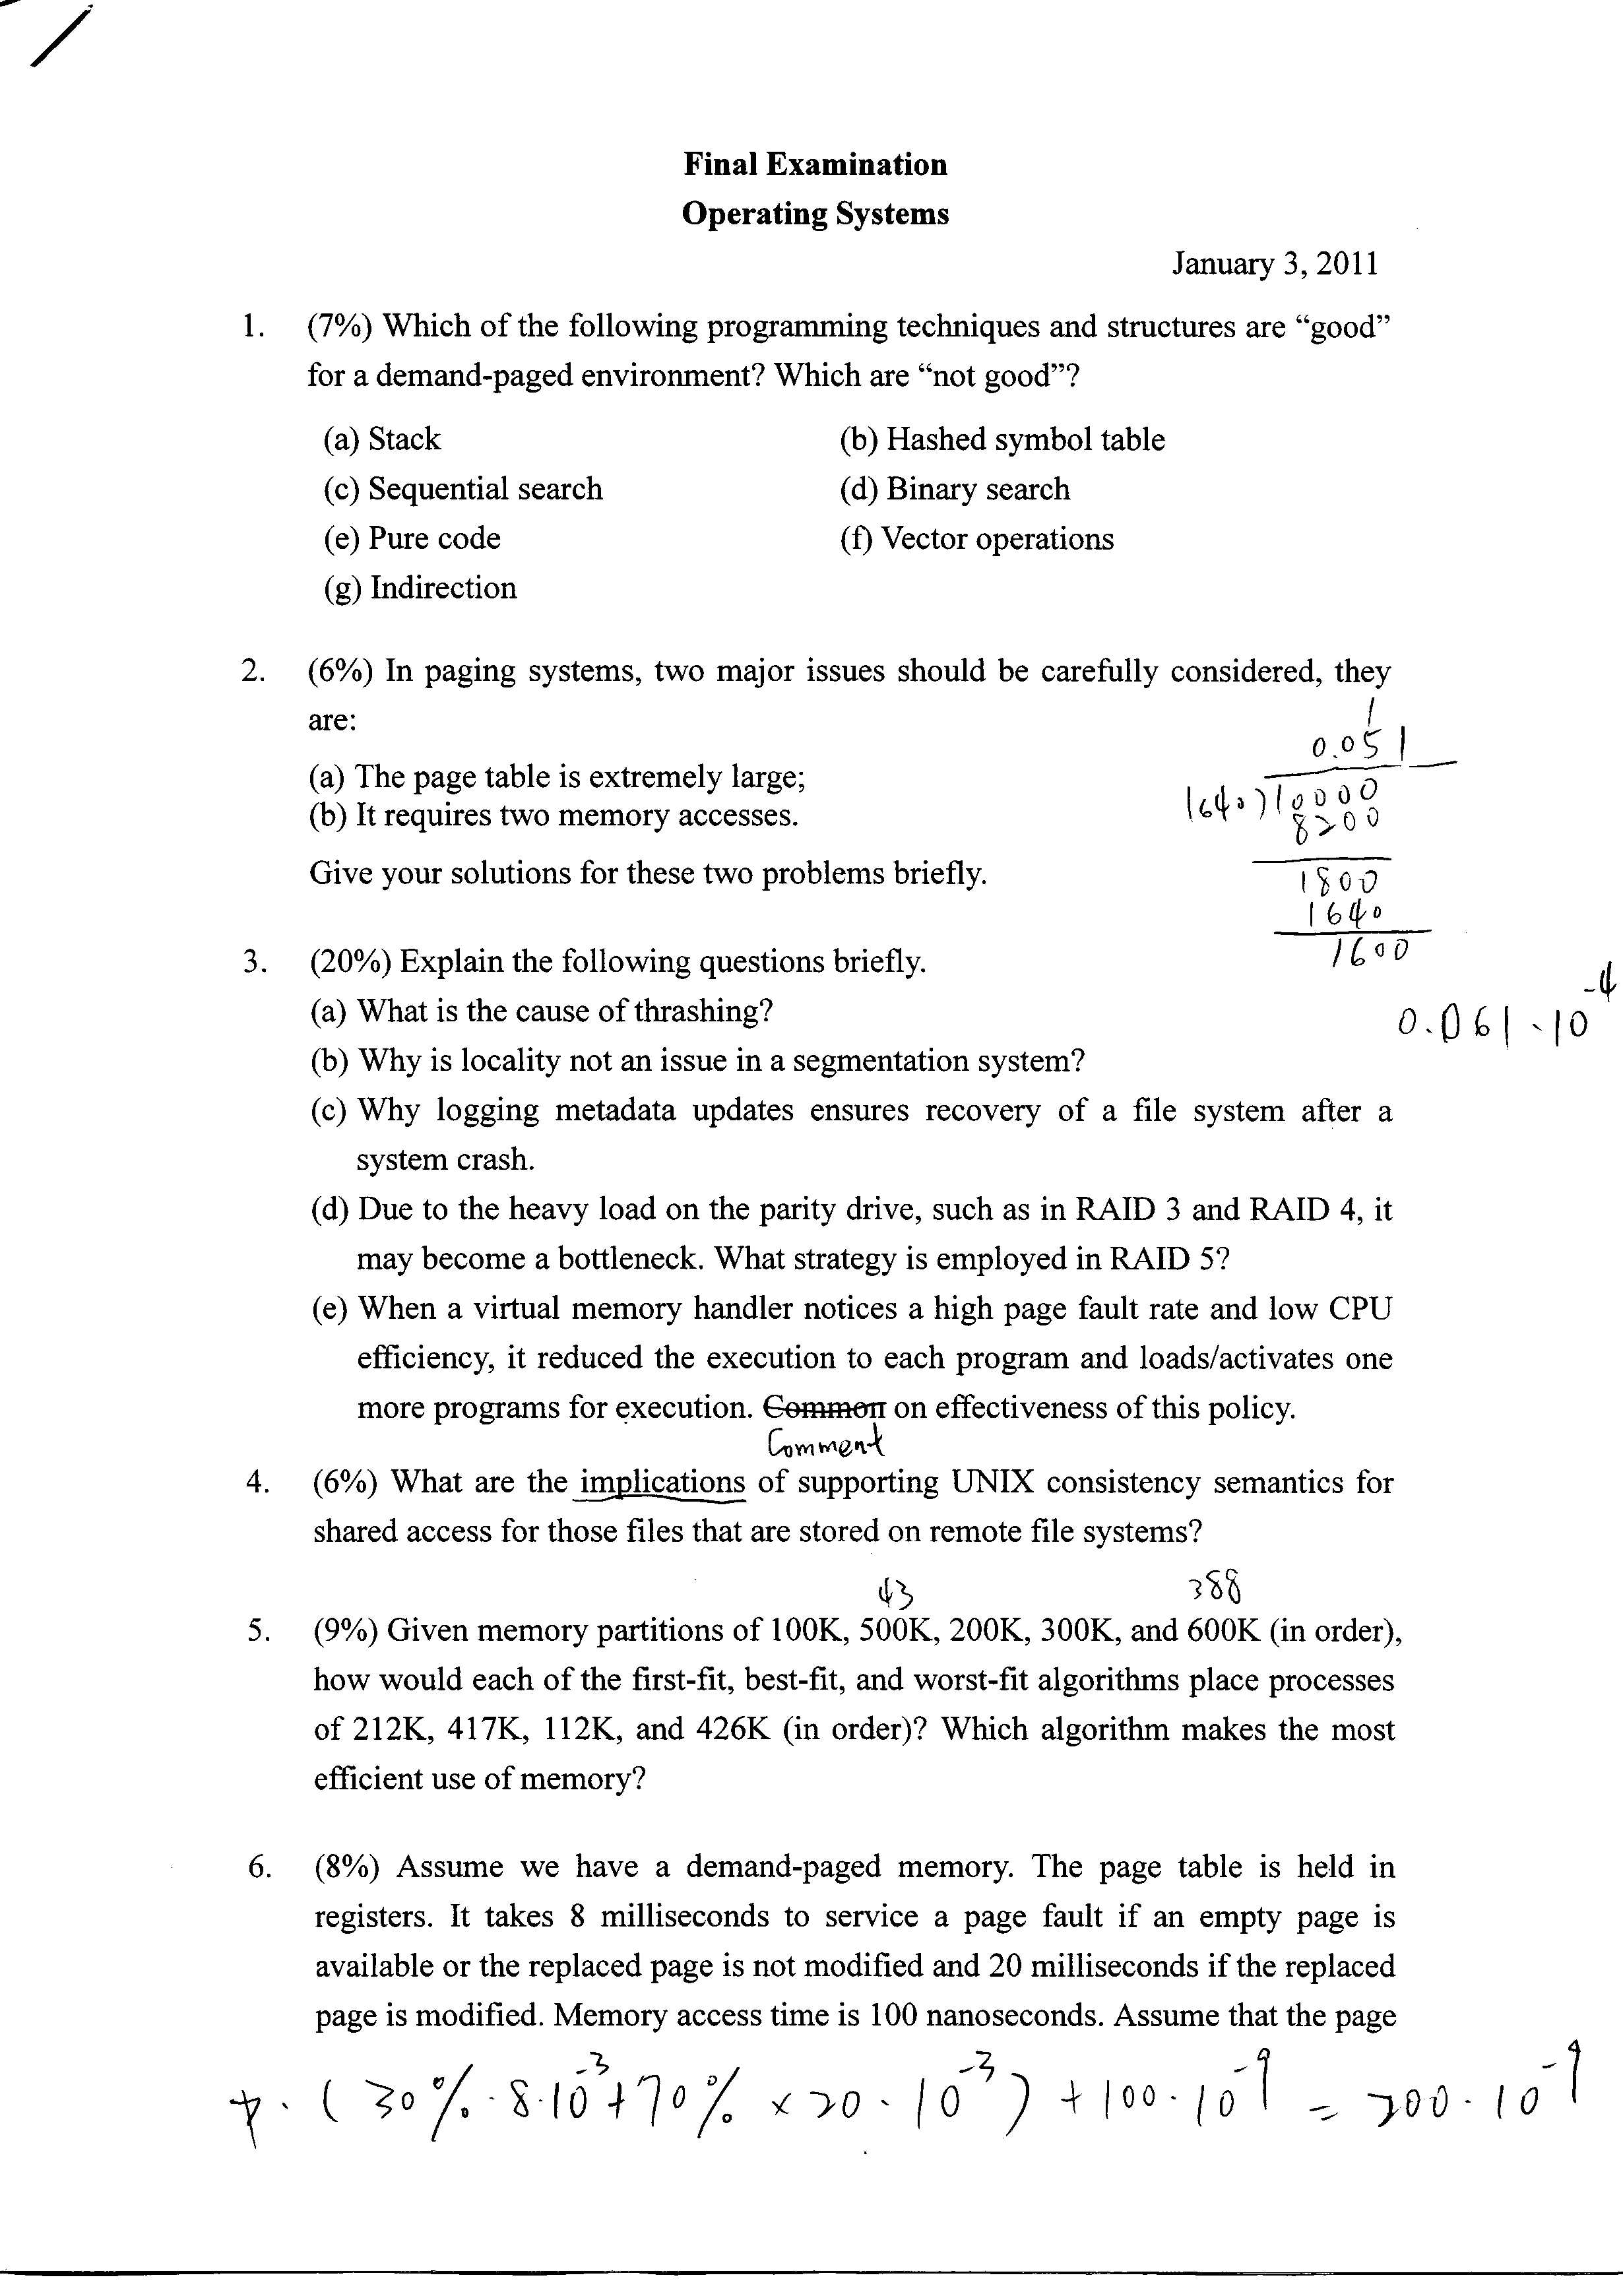 Final Examination
Operating Systems
January 3, 2011
1. (7%) Which of the following programming techniques and structures are “good”
for a demand-paged environment? Which are “not good”?
(a) Stack (b) Hashed symbol table
(c) Sequential search (d) Binary search
(e) Pure code (f) Vector operations
(g) Indirection
2. (6%) In paging systems, two major issues should be carefully considered, they
are:
1
0.051
(a) The page table is extremely large;
1640)10000
(b) It requires two memory accesses.
8200
Give your solutions for these two problems briefly.
1800
1640
1600
3. (20%) Explain the following questions briefly.
(a) What is the cause of thrashing?
0.061·10-4
(b) Why is locality not an issue in a segmentation system?
(c) Why logging metadata updates ensures recovery of a file system after a
system crash.
(d) Due to the heavy load on the parity drive, such as in RAID 3 and RAID 4, it
may become a bottleneck. What strategy is employed in RAID 5?
(e) When a virtual memory handler notices a high page fault rate and low CPU
efficiency, it reduced the execution to each program and loads/activates one
more programs for execution. Common on effectiveness of this policy.
Comment
4. (6%) What are the implications of supporting UNIX consistency semantics for
shared access for those files that are stored on remote file systems?
43 388
5. (9%) Given memory partitions of 100K, 500K, 200K, 300K, and 600K (in order),
how would each of the first-fit, best-fit, and worst-fit algorithms place processes
of 212K, 417K, 112K, and 426K (in order)? Which algorithm makes the most
efficient use of memory?
6. (8%) Assume we have a demand-paged memory. The page table is held in
registers. It takes 8 milliseconds to service a page fault if an empty page is
available or the replaced page is not modified and 20 milliseconds if the replaced
page is modified. Memory access time is 100 nanoseconds. Assume that the page
p·(30%·8·10-3+70%×20·10-3)+100·10-9=200·10-9